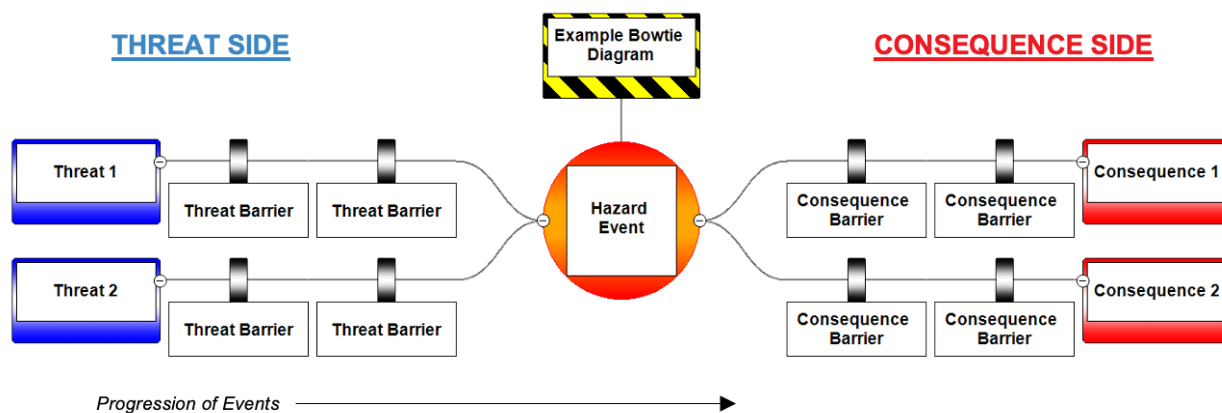 THREAT SIDE
Example Bowtie
Diagram
CONSEQUENCE SIDE
Threat 1
Threat Barrier
Threat Barrier
Hazard
Event
Consequence
Barrier
Consequence
Barrier
Consequence 1
Threat 2
Threat Barrier
Threat Barrier
Consequence
Barrier
Consequence
Barrier
Consequence 2
Progression of Events